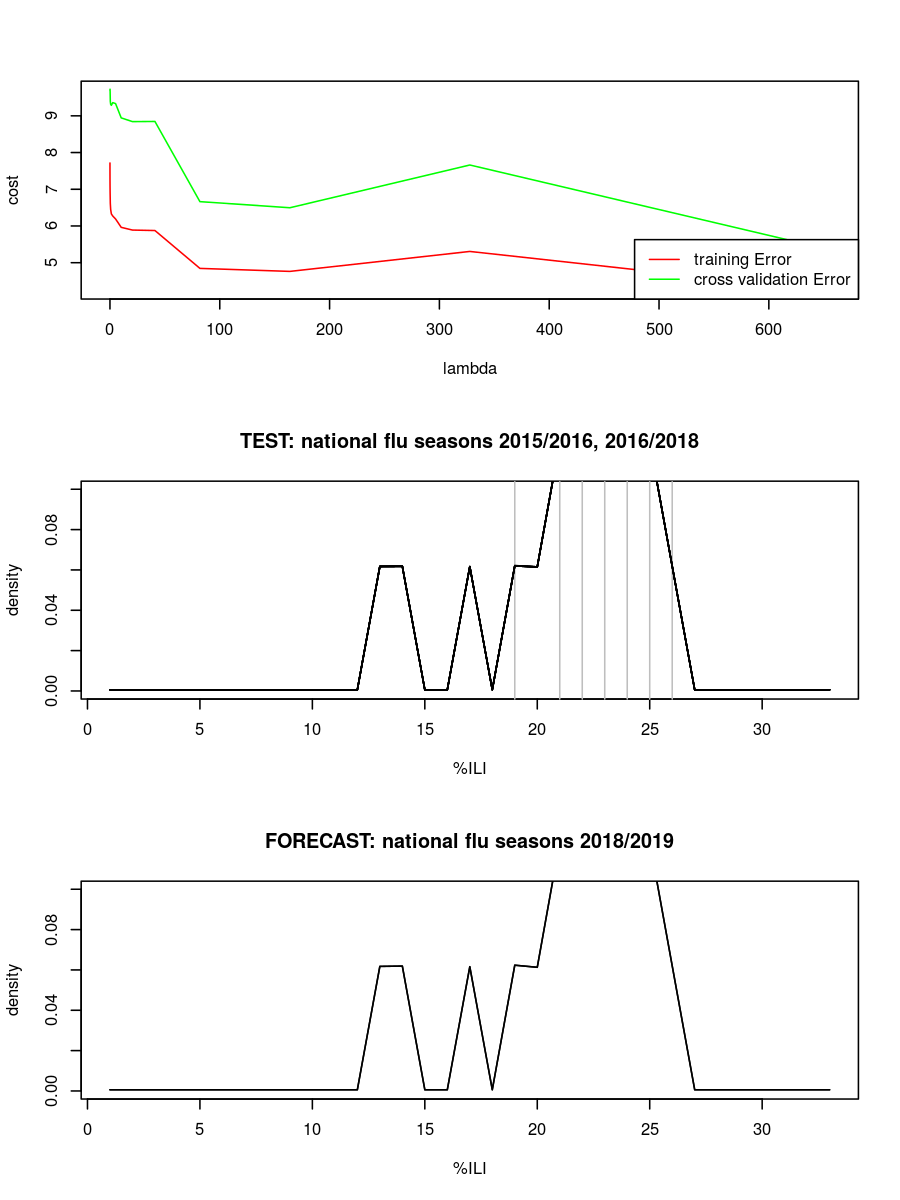 9
8
7
6
5
cost
training Error
cross validation Error
0 100 200 300 400 500 600
lambda
TEST: national flu seasons 2015/2016, 2016/2018
0.08
0.04
0.00
density
0 5 10 15 20 25 30
%ILI
FORECAST: national flu seasons 2018/2019
0.08
0.04
0.00
density
0 5 10 15 20 25 30
%ILI